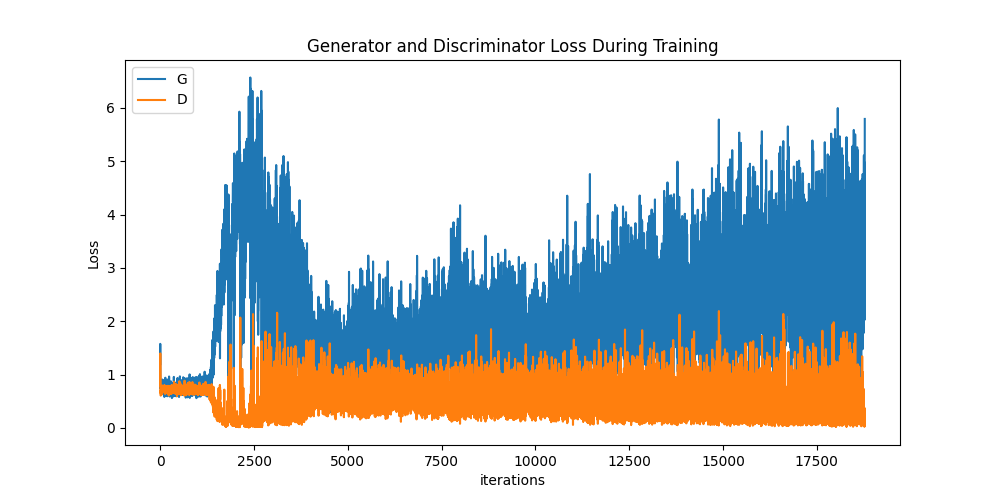 Generator and Discriminator Loss During Training
G
D
Loss
6
5
4
3
2
1
0
0 2500 5000 7500 10000 12500 15000 17500
iterations